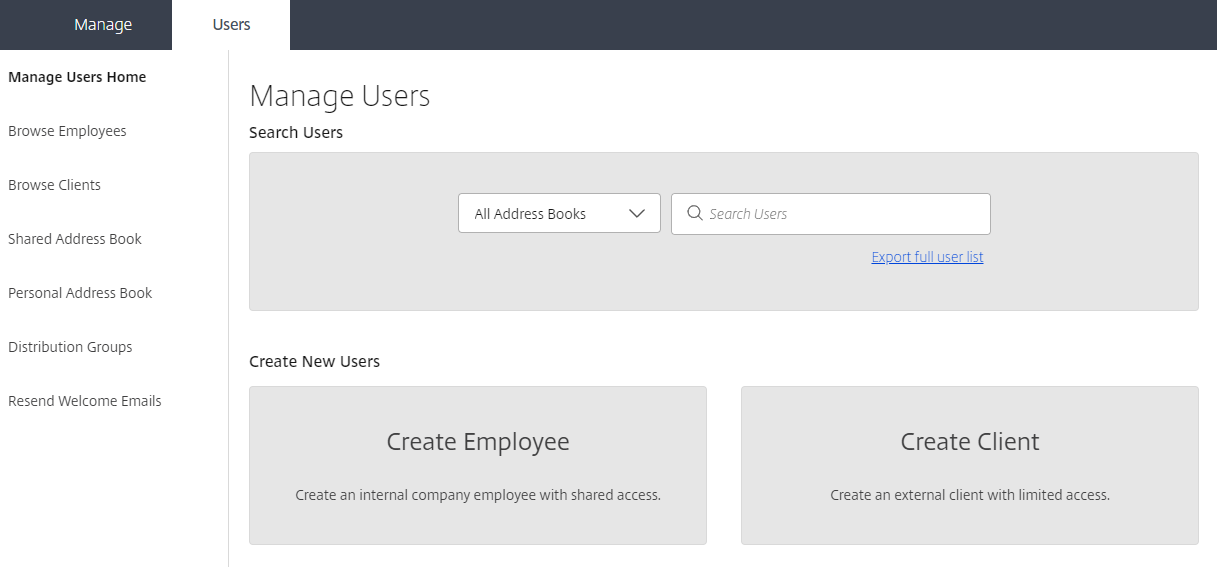 Manage
Users
Manage Users Home
Browse Employees
Browse Clients
Shared Address Book
Personal Address Book
Distribution Groups
Resend Welcome Emails
Manage Users
Search Users
All Address Books
Search Users
Export full user list
Create New Users
Create Employee
Create an internal company employee with shared access.
Create Client
Create an external client with limited access.